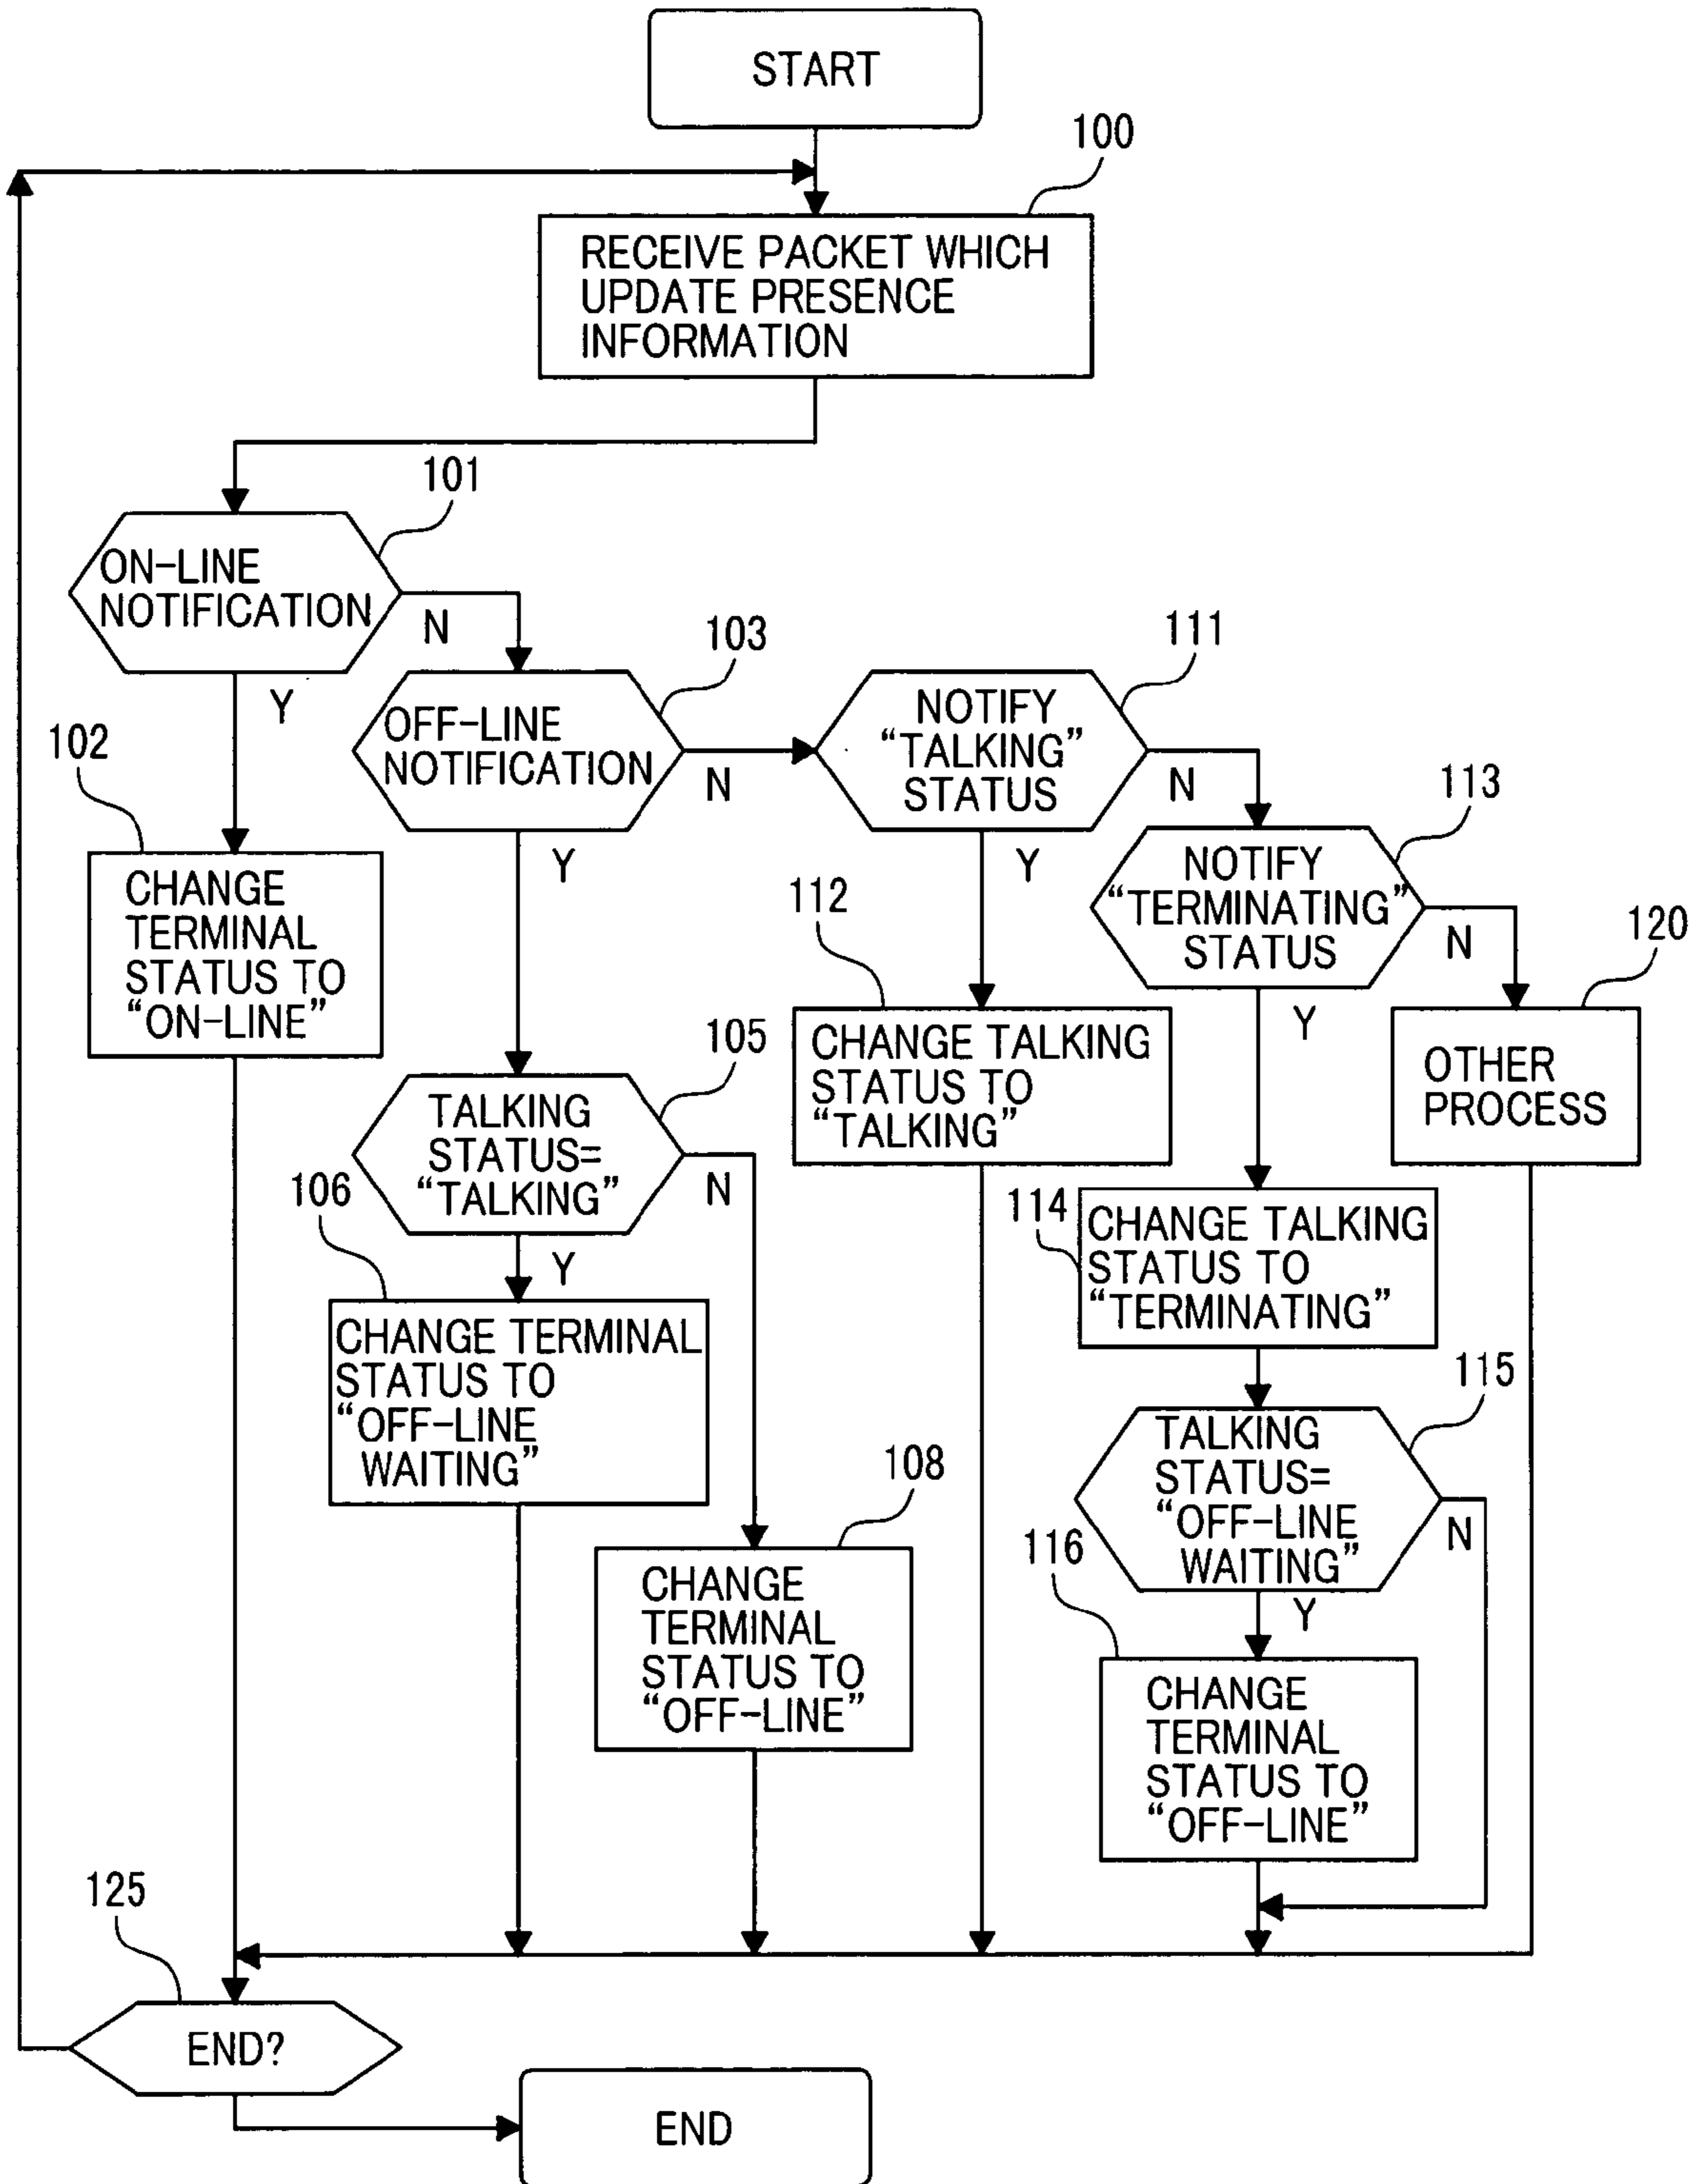 START
100
RECEIVE PACKET WHICH
UPDATE PRESENCE
INFORMATION
101
ON-LINE
NOTIFICATION
N
Y
103
OFF-LINE
NOTIFICATION
N
Y
111
NOTIFY
“TALKING”
STATUS
N
Y
113
NOTIFY
“TERMINATING”
STATUS
N
Y
102
CHANGE
TERMINAL
STATUS TO
“ON-LINE”
112
CHANGE TALKING
STATUS TO
“TALKING”
120
OTHER
PROCESS
105
TALKING
STATUS=
“TALKING”
N
Y
106
CHANGE TERMINAL
STATUS TO
“OFF-LINE
WAITING”
108
CHANGE
TERMINAL
STATUS TO
“OFF-LINE”
114
CHANGE TALKING
STATUS TO
“TERMINATING”
115
TALKING
STATUS=
“OFF-LINE
WAITING”
N
Y
116
CHANGE
TERMINAL
STATUS TO
“OFF-LINE”
125
END?
END